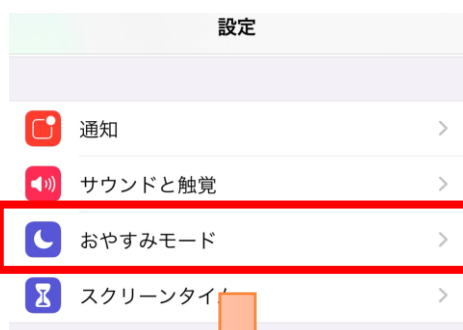 設定
通知
サウンドと触覚
おやすみモード
スクリーンタイ